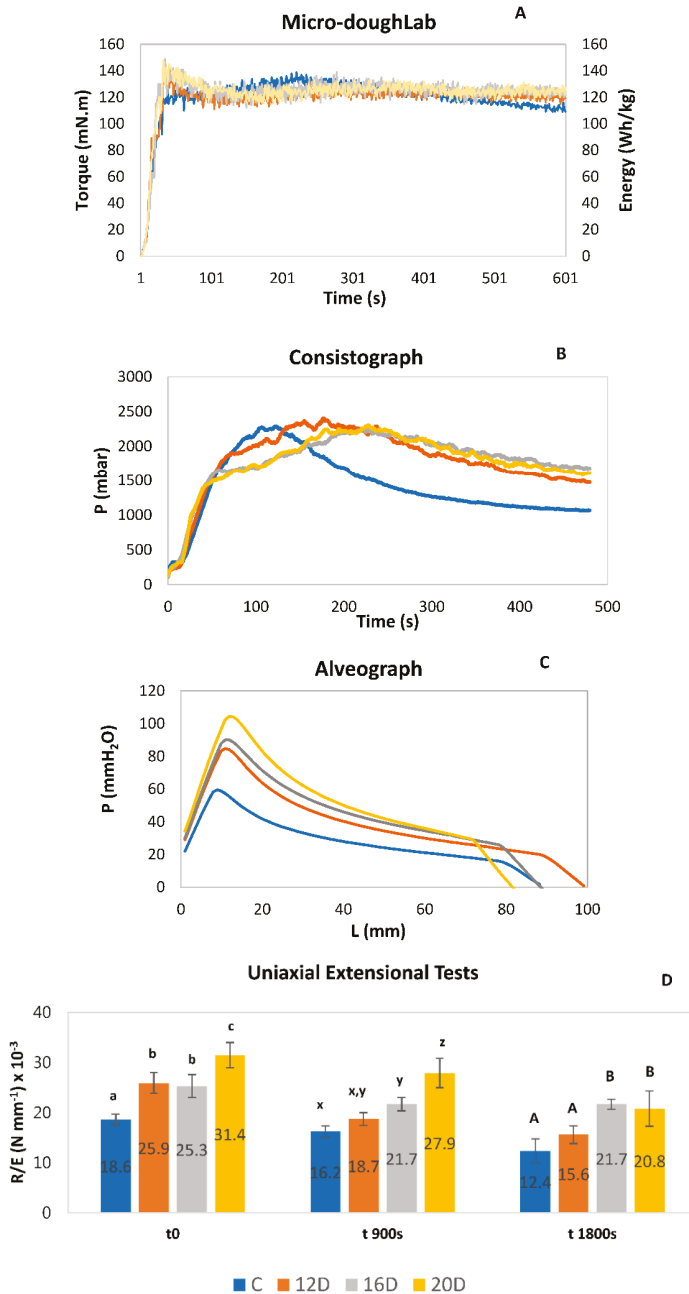 Micro-doughLab
A
160 160
140 140
120 120
100 100
80 80
60 60
40 40
20 20
0 0
Torque (mN.m)
Energy (Wh/kg)
1 101 201 301 401 501 601
Time (s)
Consistograph
B
3000
2500
2000
1500
1000
500
0
P (mbar)
0 100 200 300 400 500
Time (s)
Alveograph
C
120
100
80
60
40
20
0
P (mmH₂O)
0 20 40 60 80 100
L (mm)
Uniaxial Extensional Tests
D
40
30
20
10
0
R/E (N mm⁻¹) x 10⁻³
a b b c
18.6 25.9 25.3 31.4
x x,y y z
16.2 18.7 21.7 27.9
A A B B
12.4 15.6 21.7 20.8
t0 t 900s t 1800s
C 12D 16D 20D